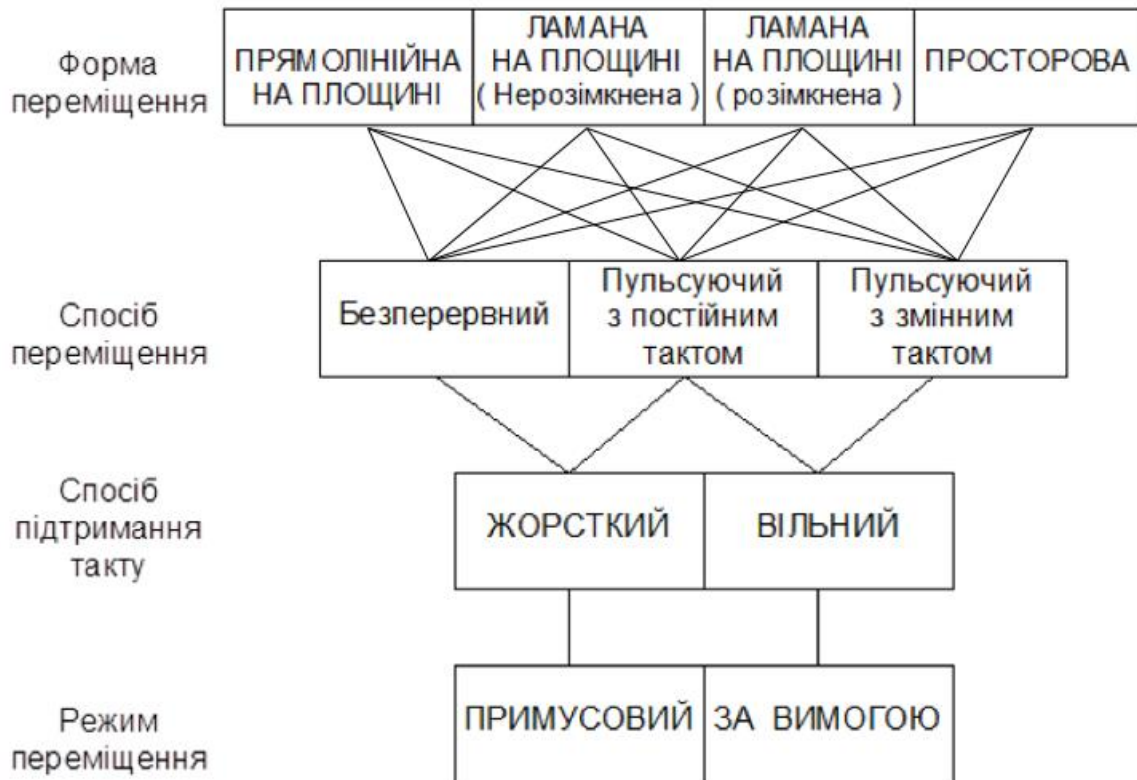 Форма
переміщення
ПРЯМОЛІНІЙНА
НА ПЛОЩИНІ
ЛАМАНА
НА ПЛОЩИНІ
( Нерозімкнена )
ЛАМАНА
НА ПЛОЩИНІ
( розімкнена )
ПРОСТОРОВА
Спосіб
переміщення
Безперервний
Пульсуючий
з постійним
тактом
Пульсуючий
з змінним
тактом
Спосіб
підтримання
такту
ЖОРСТКИЙ
ВІЛЬНИЙ
Режим
переміщення
ПРИМУСОВИЙ
ЗА ВИМОГОЮ